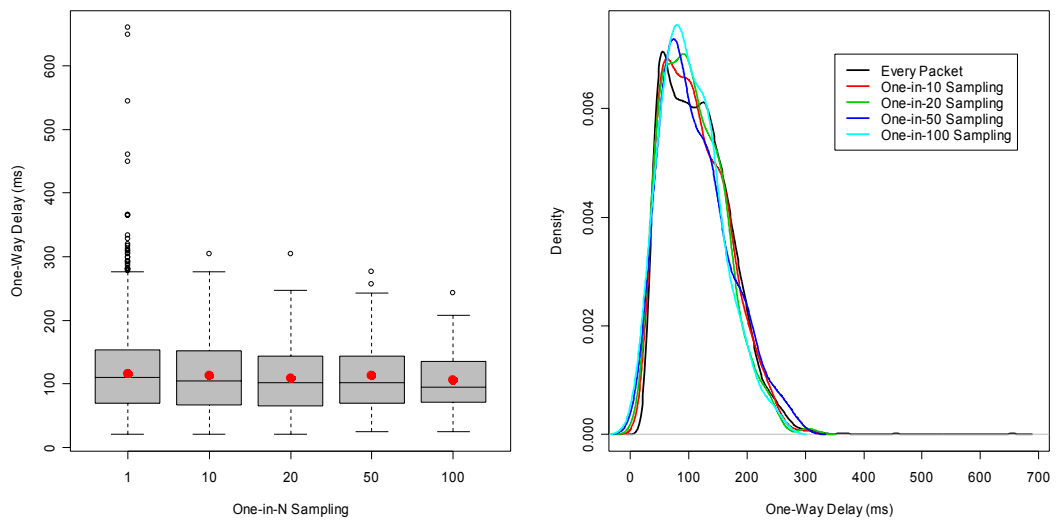 One-Way Delay (ms)
600
500
400
300
200
100
0
1 10 20 50 100
One-in-N Sampling
Density
0.006
0.004
0.002
0.000
Every Packet
One-in-10 Sampling
One-in-20 Sampling
One-in-50 Sampling
One-in-100 Sampling
0 100 200 300 400 500 600 700
One-Way Delay (ms)